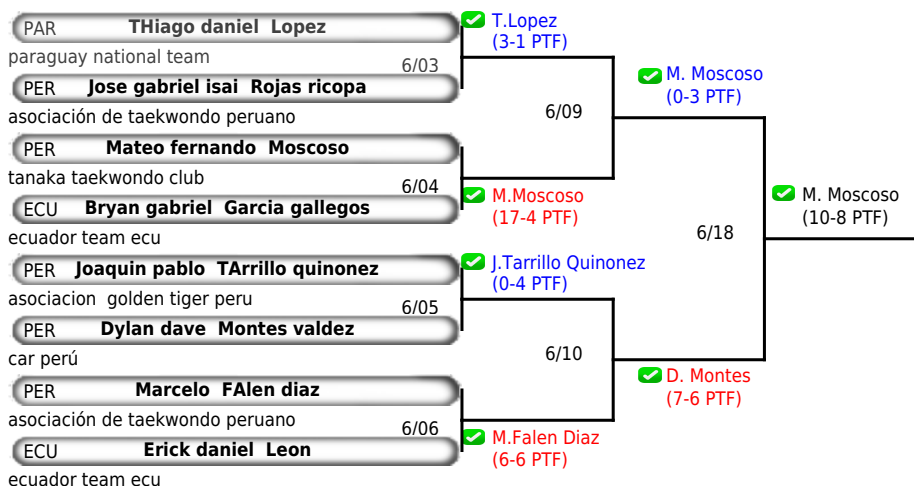 PAR THiago daniel Lopez
paraguay national team
6/03
PER Jose gabriel isai Rojas ricopa
asociación de taekwondo peruano
PER Mateo fernando Moscoso
tanaka taekwondo club
6/04
ECU Bryan gabriel Garcia gallegos
ecuador team ecu
PER Joaquin pablo TArrillo quinonez
asociacion golden tiger peru
6/05
PER Dylan dave Montes valdez
car perú
PER Marcelo FAlen diaz
asociación de taekwondo peruano
6/06
ECU Erick daniel Leon
ecuador team ecu
T.Lopez
(3-1 PTF)
6/09
M.Moscoso
(17-4 PTF)
J.Tarrillo Quinonez
(0-4 PTF)
6/10
M.Falen Diaz
(6-6 PTF)
M. Moscoso
(0-3 PTF)
6/18
D. Montes
(7-6 PTF)
M. Moscoso
(10-8 PTF)